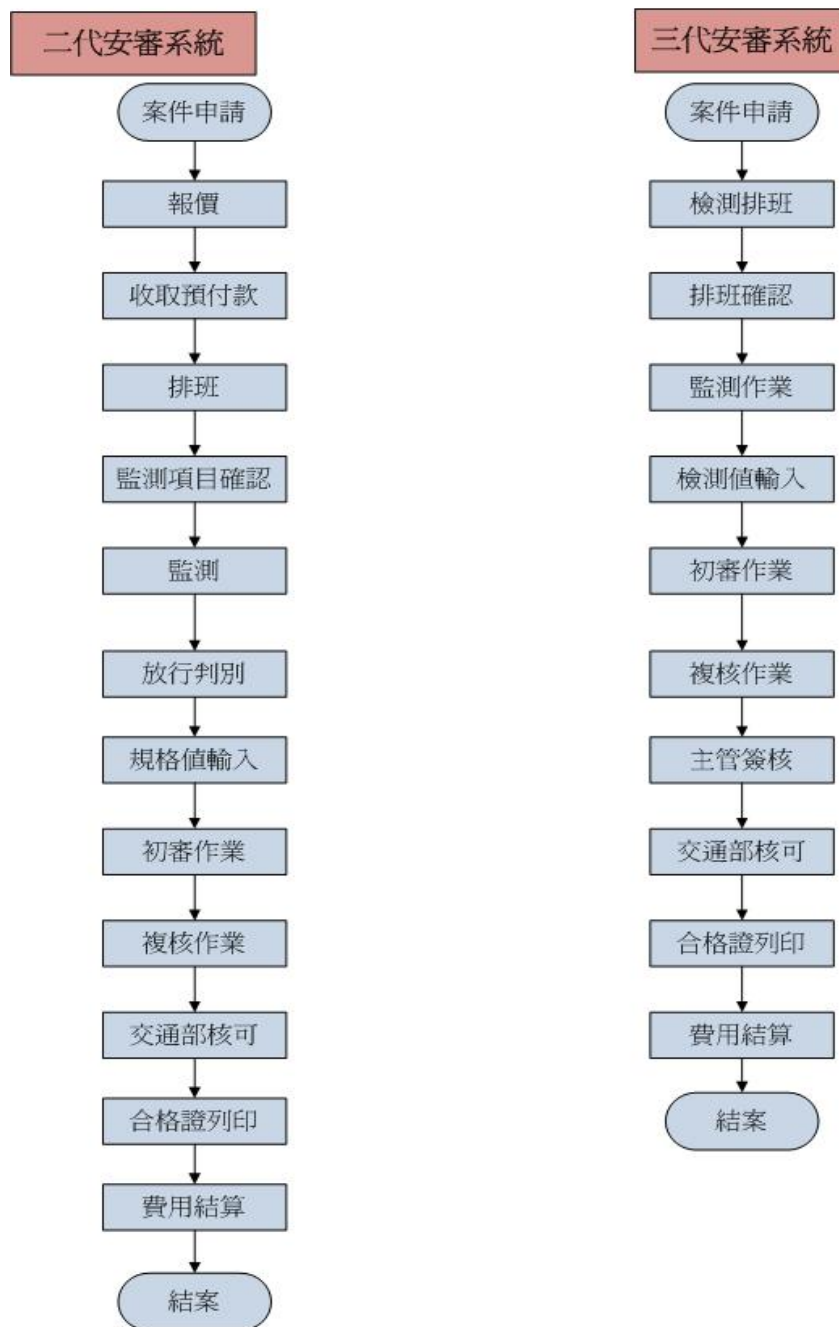 二代安審系統
案件申請
報價
收取預付款
排班
監測項目確認
監測
放行判別
規格值輸入
初審作業
複核作業
交通部核可
合格證列印
費用結算
結案
三代安審系統
案件申請
檢測排班
排班確認
監測作業
檢測值輸入
初審作業
複核作業
主管簽核
交通部核可
合格證列印
費用結算
結案